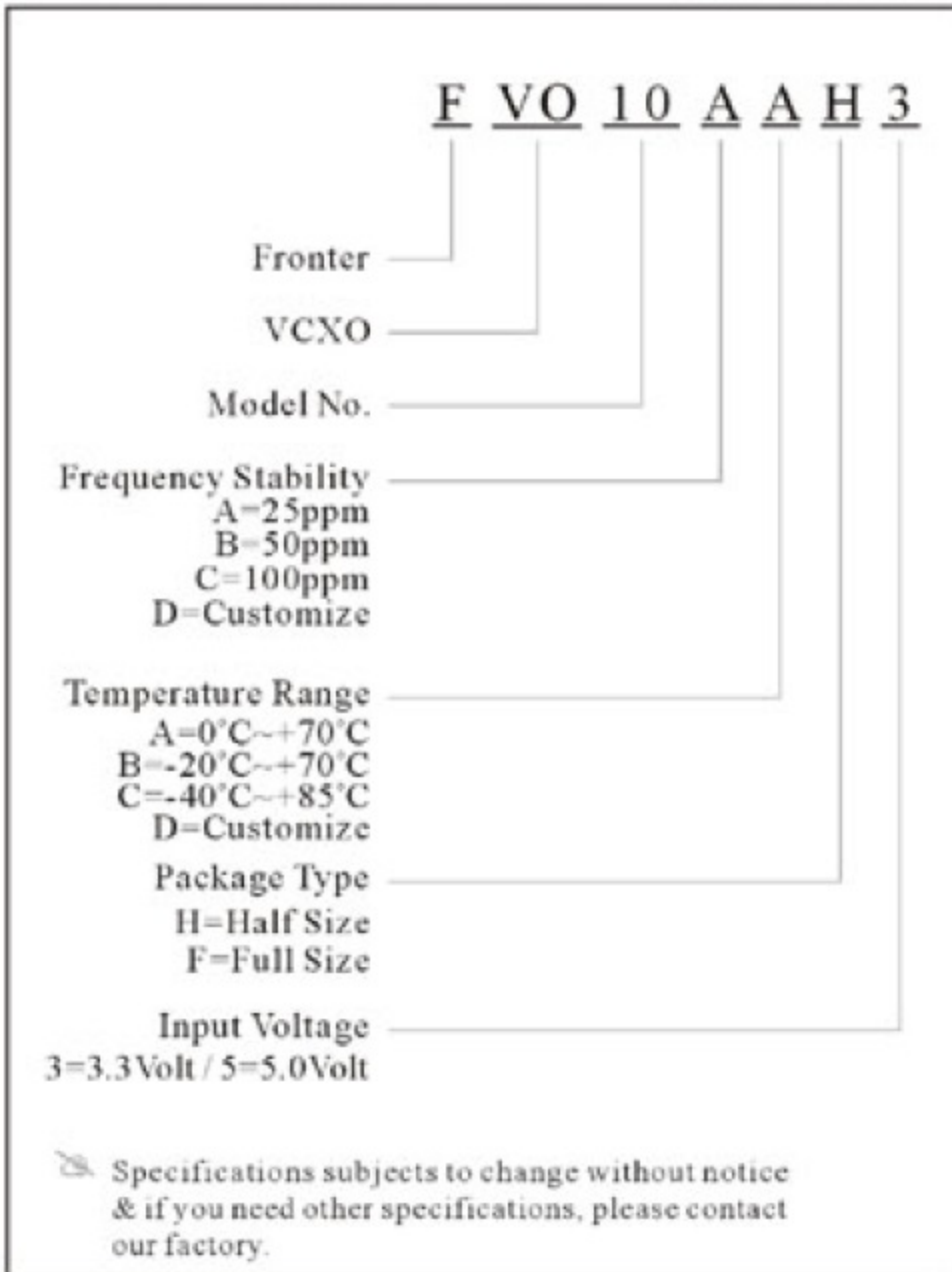 F VO 10 A A H 3
Fronter
VCXO
Model No.
Frequency Stability
A=25ppm
B=50ppm
C=100ppm
D=Customize
Temperature Range
A=0°C~+70°C
B=-20°C~+70°C
C=-40°C~+85°C
D=Customize
Package Type
H=Half Size
F=Full Size
Input Voltage
3=3.3Volt / 5=5.0Volt
Specifications subjects to change without notice
& if you need other specifications, please contact
our factory.